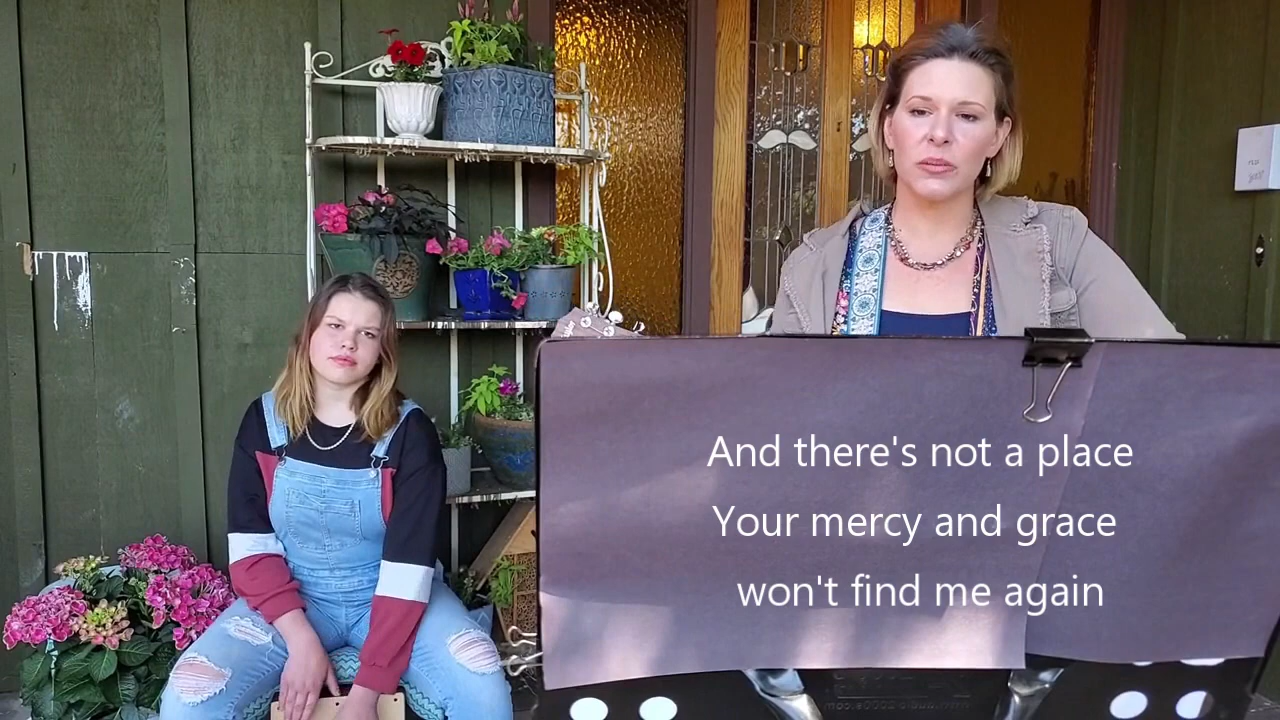 And there's not a place
Your mercy and grace
won't find me again